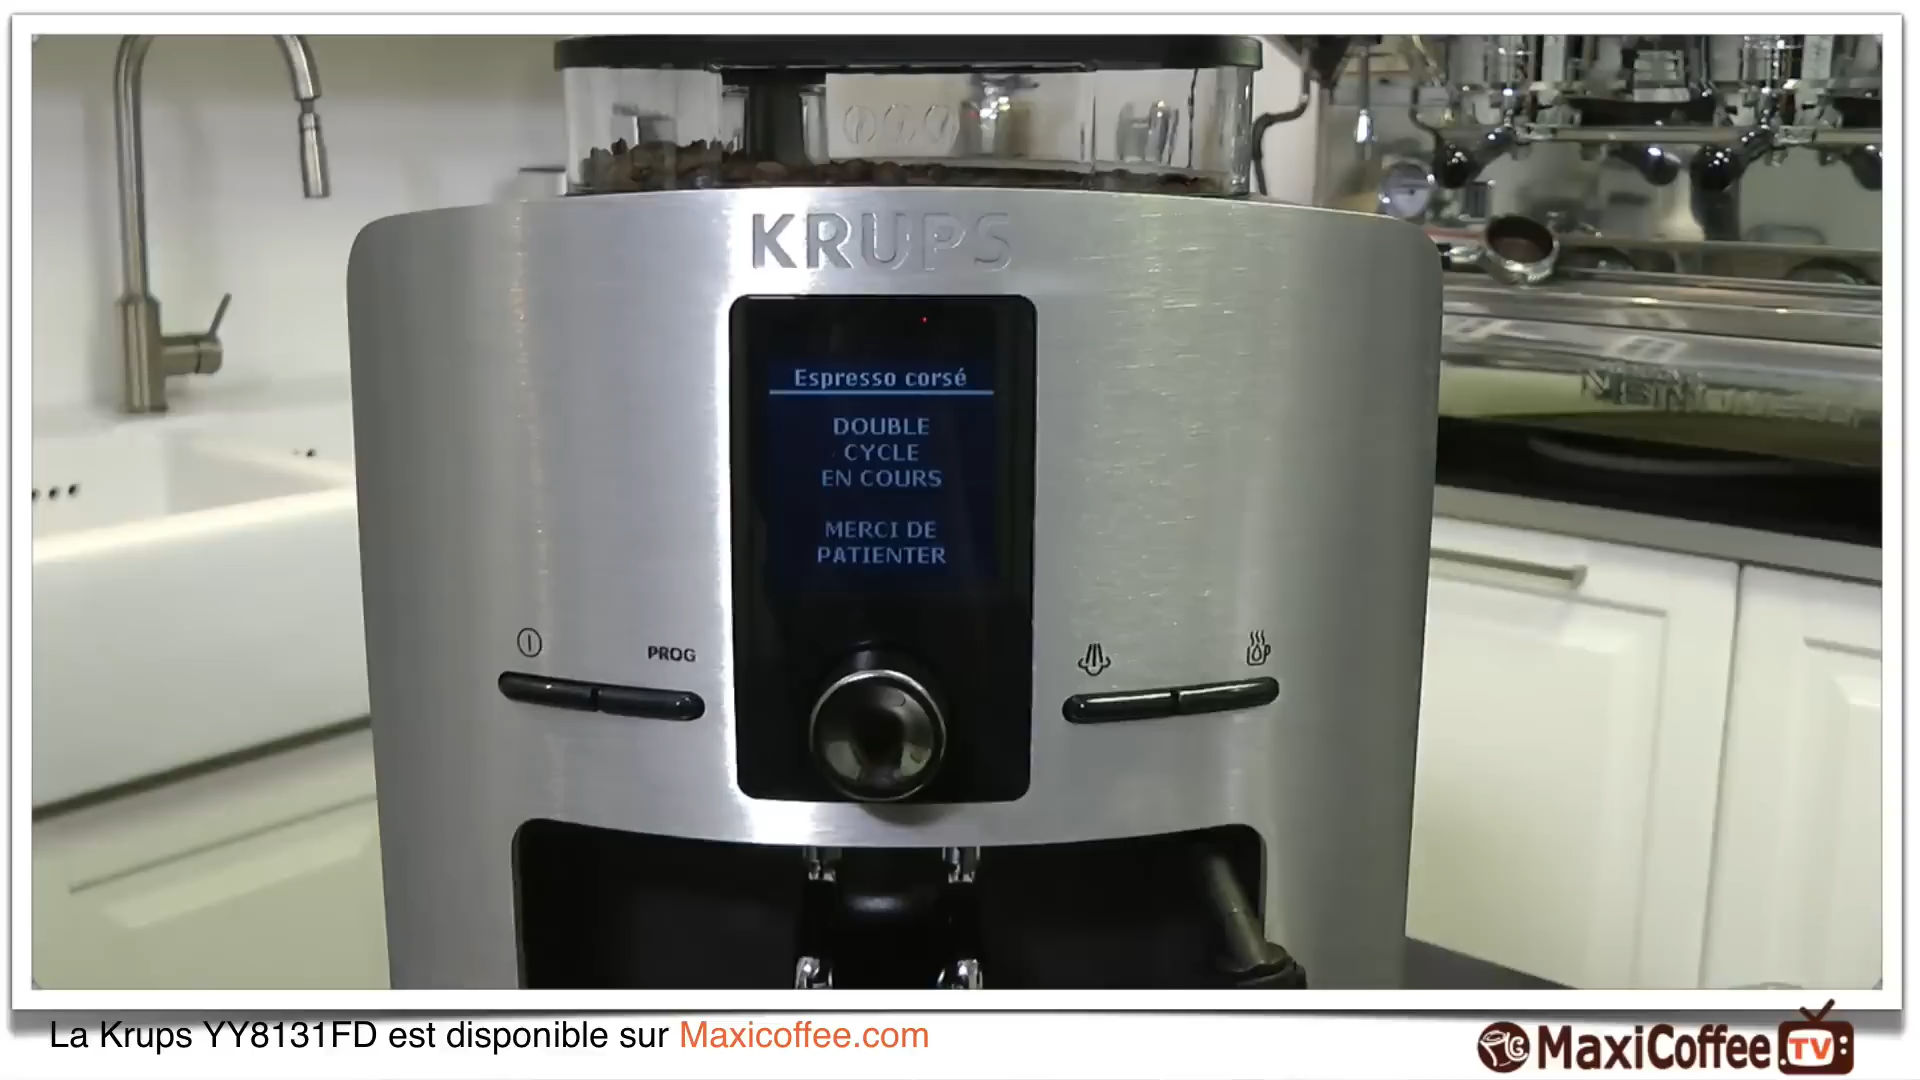 KRUPS
Espresso corsé
DOUBLE
CYCLE
EN COURS
MERCI DE
PATIENTER
PROG
La Krups YY8131FD est disponible sur Maxicoffee.com
MaxiCoffee TV